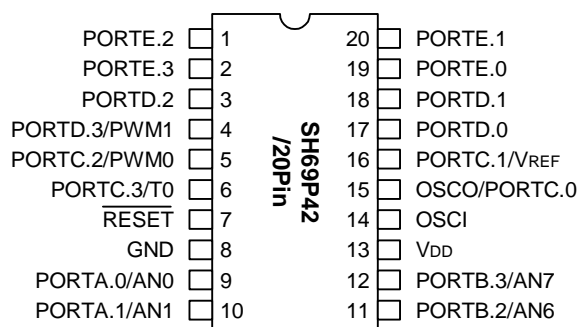 PORTE.2 1 20 PORTE.1
PORTE.3 2 19 PORTE.0
PORTD.2 3 18 PORTD.1
PORTD.3/PWM1 4 17 PORTD.0
PORTC.2/PWM0 5 16 PORTC.1/VREF
PORTC.3/T0 6 15 OSCO/PORTC.0
RESET 7 14 OSCI
GND 8 13 VDD
PORTA.0/AN0 9 12 PORTB.3/AN7
PORTA.1/AN1 10 11 PORTB.2/AN6
SH69P42
/20Pin